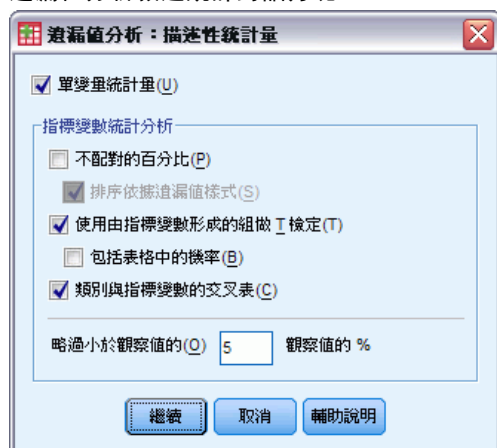 遺漏值分析：描述性統計量
單變量統計量(U)
指標變數統計分析
不配對的百分比(P)
排序依據遺漏值樣式(S)
使用由指標變數形成的組做 T 檢定(T)
包括表格中的機率(B)
類別與指標變數的交叉表(C)
略過小於觀察值的(O) 5 觀察值的 %
繼續 取消 輔助說明